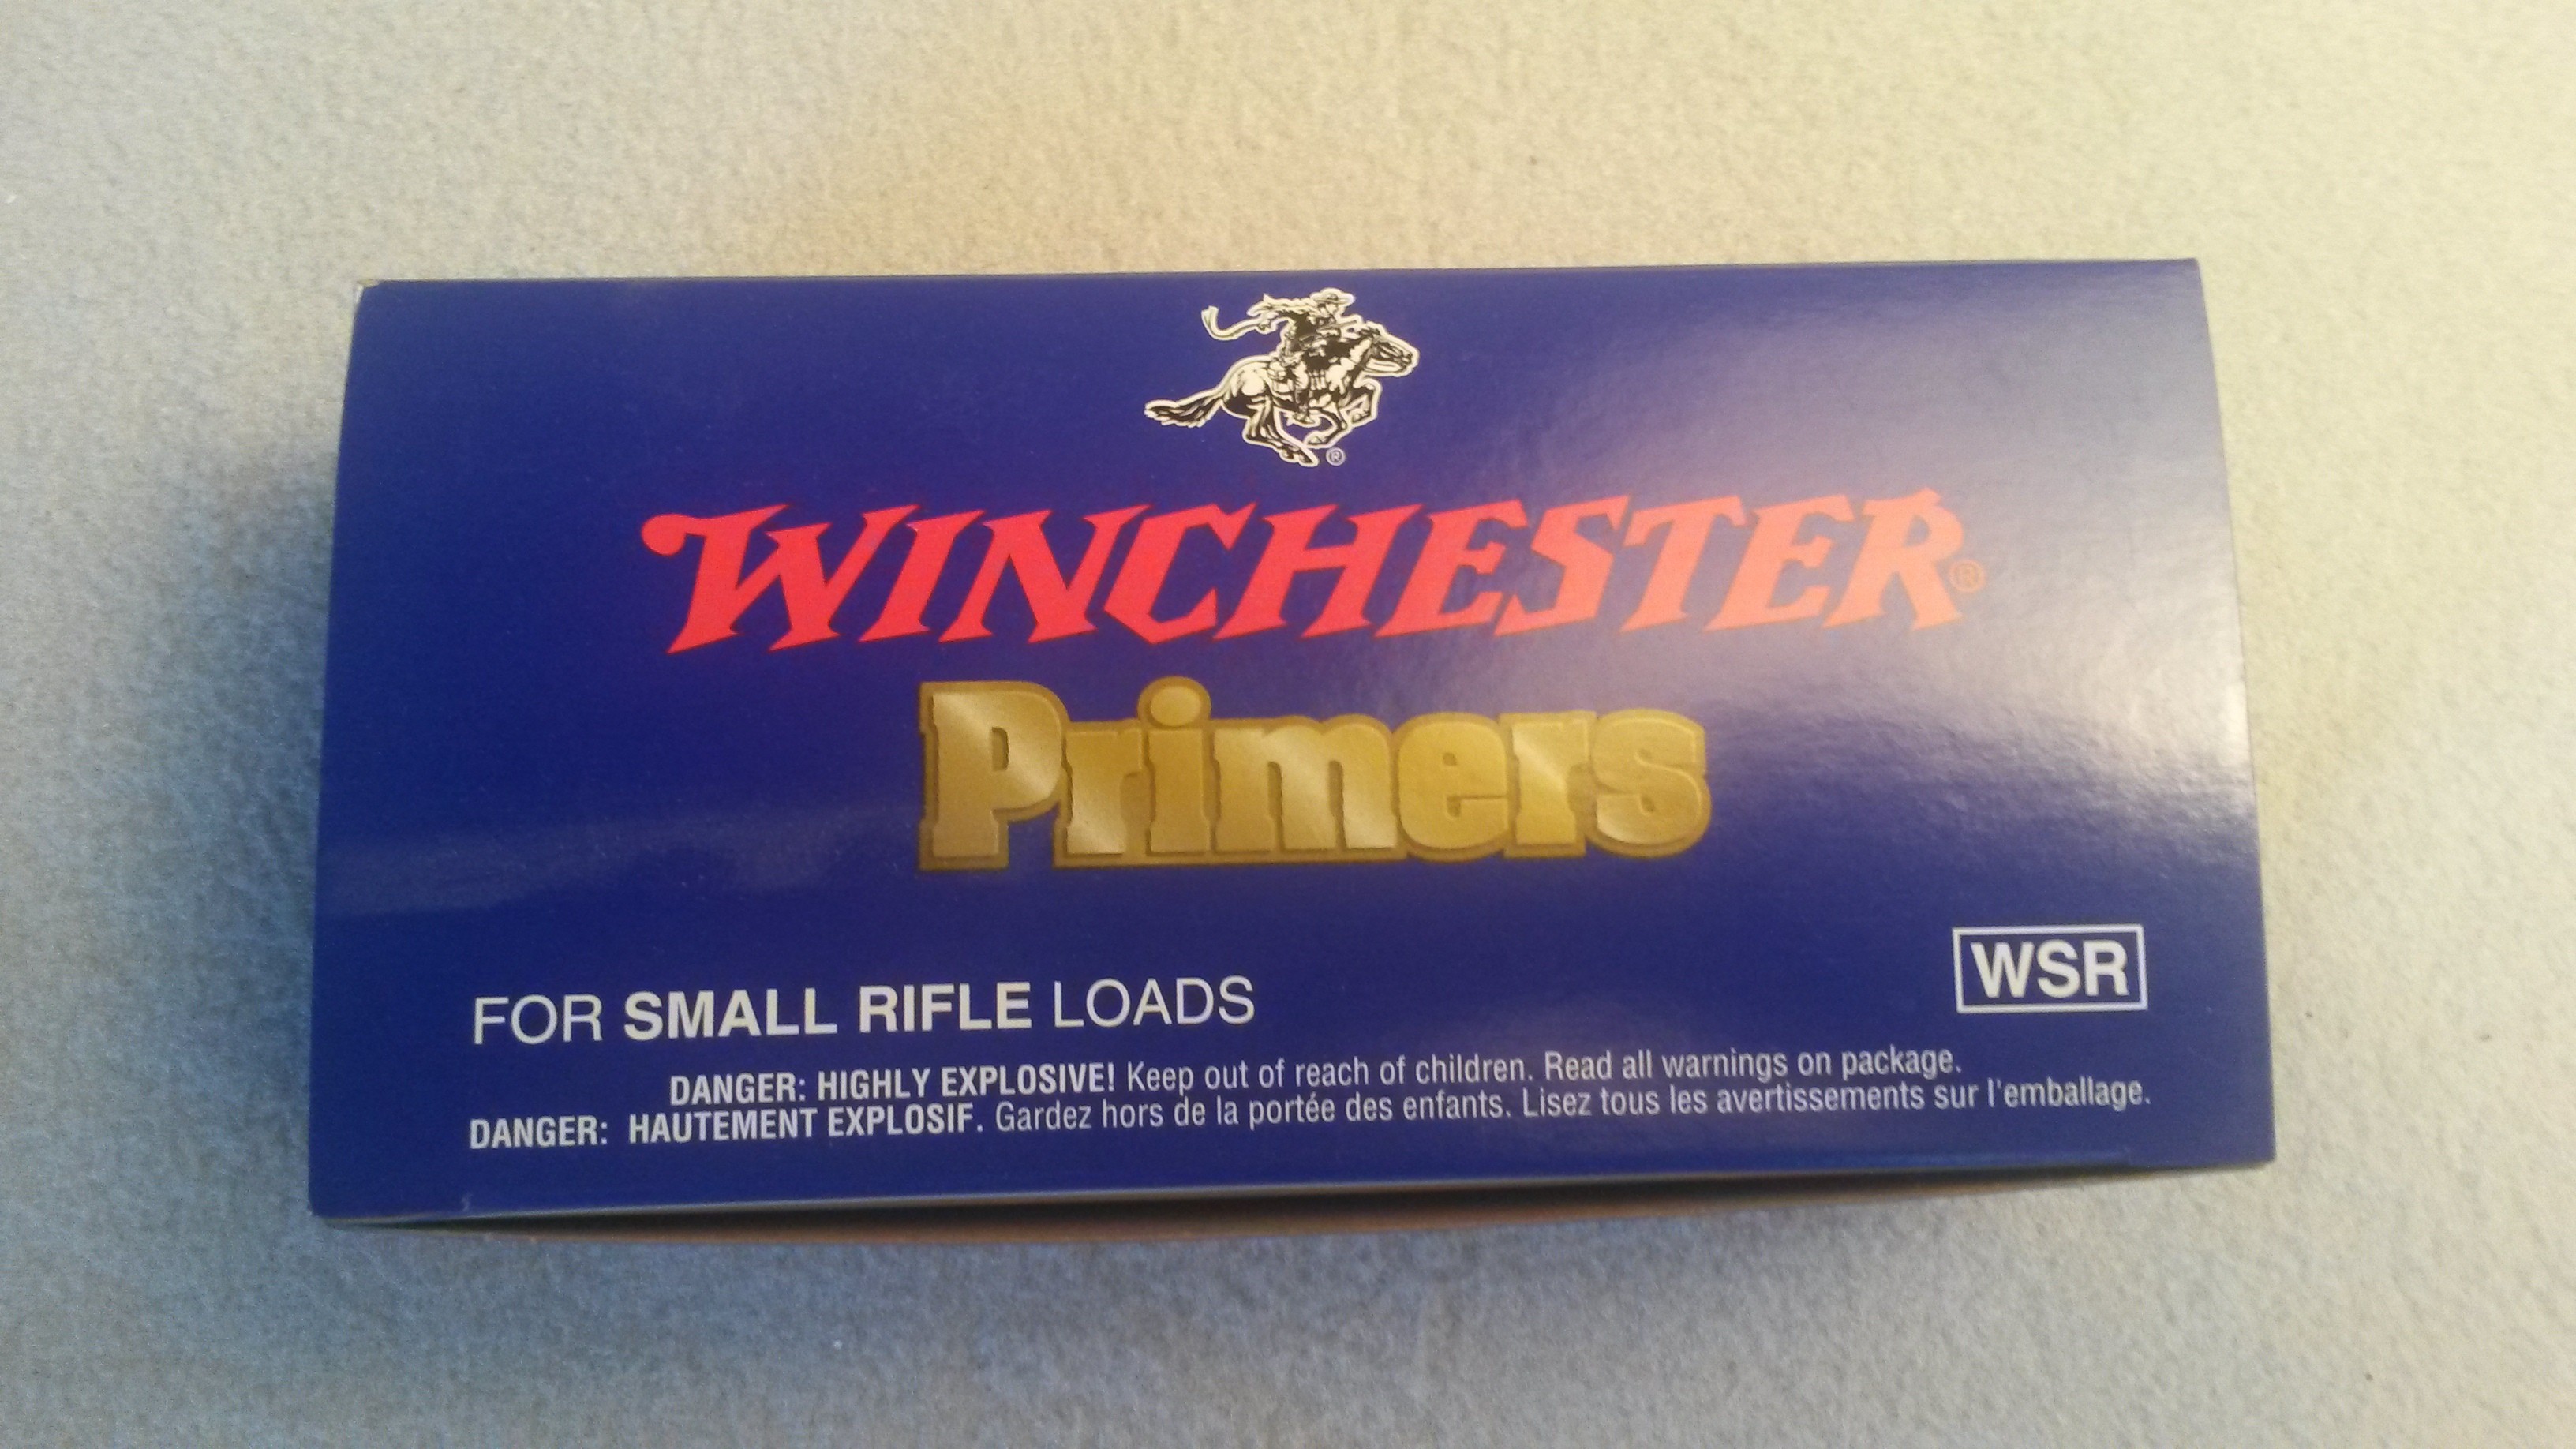 WINCHESTER®
Primers
WSR
FOR SMALL RIFLE LOADS
DANGER: HIGHLY EXPLOSIVE! Keep out of reach of children. Read all warnings on package.
DANGER: HAUTEMENT EXPLOSIF. Gardez hors de la portée des enfants. Lisez tous les avertissements sur l'emballage.